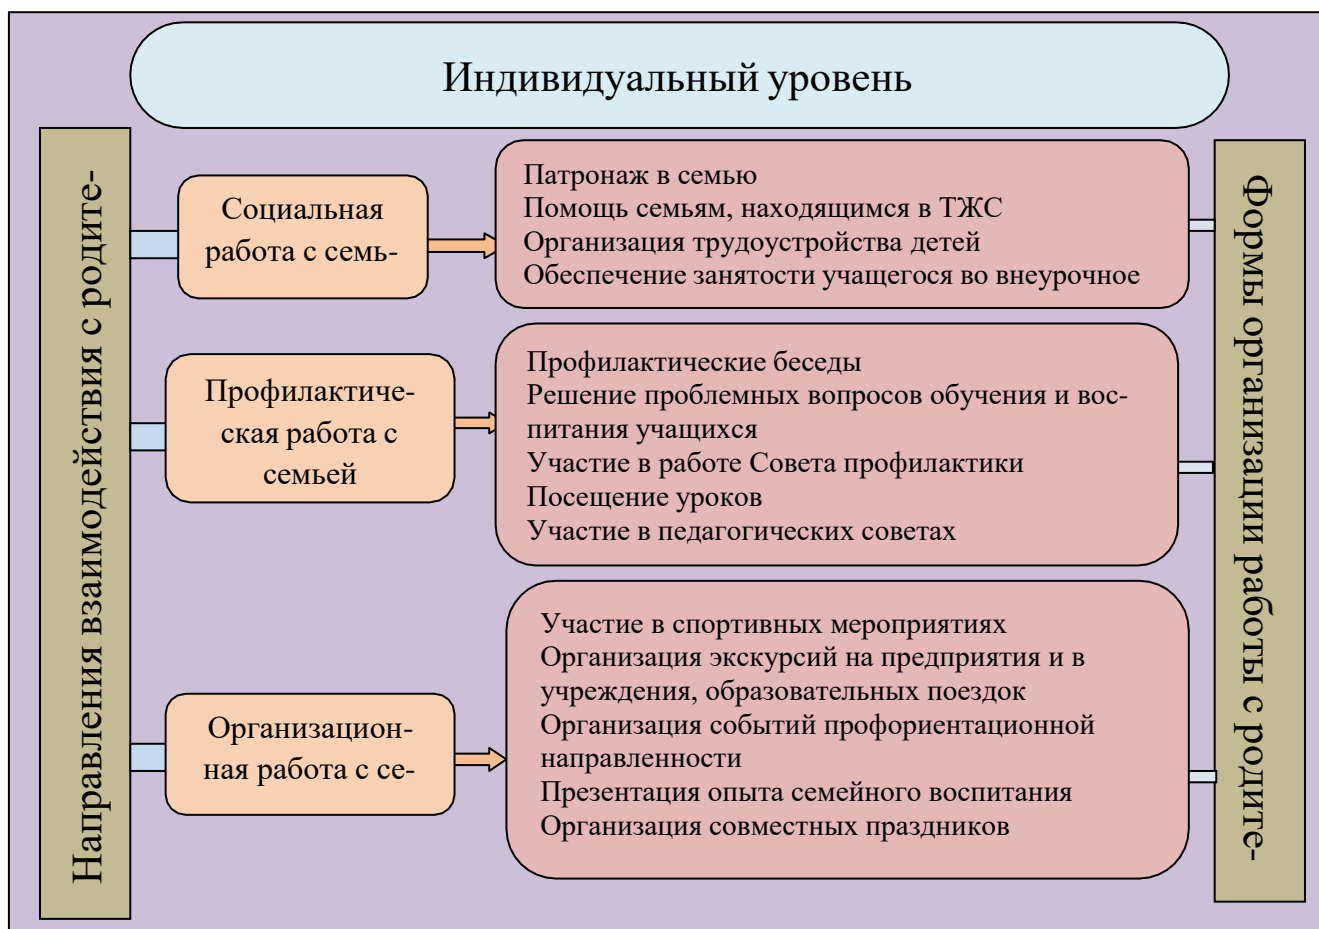 Индивидуальный уровень
Направления взаимодействия с родите-
Социальная
работа с семь-
Патронаж в семью
Помощь семьям, находящимся в ТЖС
Организация трудоустройства детей
Обеспечение занятости учащегося во внеурочное
Профилактиче-
ская работа с
семьей
Профилактические беседы
Решение проблемных вопросов обучения и вос-
питания учащихся
Участие в работе Совета профилактики
Посещение уроков
Участие в педагогических советах
Организацион-
ная работа с се-
Участие в спортивных мероприятиях
Организация экскурсий на предприятия и в
учреждения, образовательных поездок
Организация событий профориентационной
направленности
Презентация опыта семейного воспитания
Организация совместных праздников
Формы организации работы с родите-